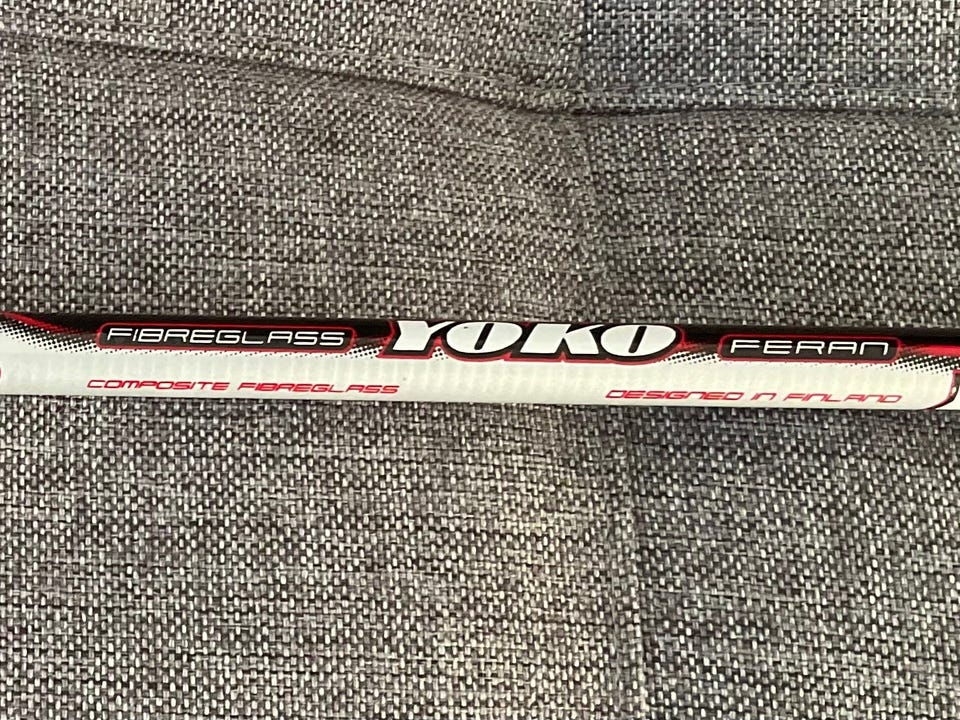 FIBREGLASS YOKO FERAN
COMPOSITE FIBREGLASS DESIGNED IN FINLAND